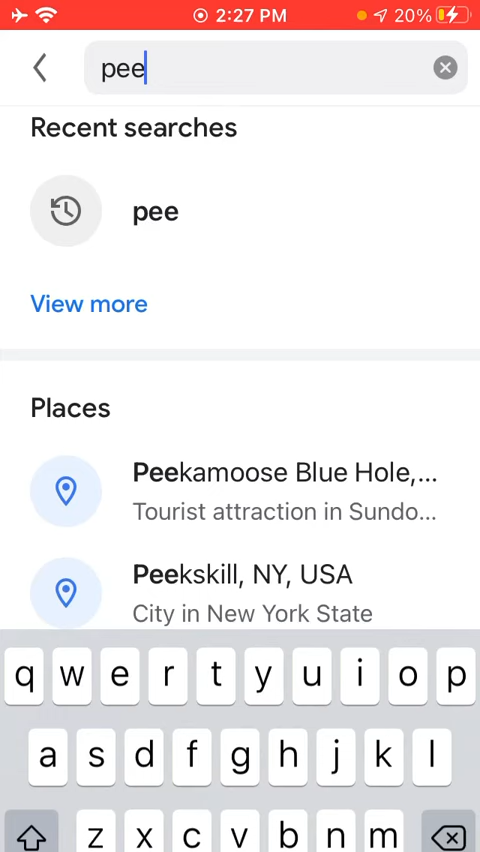 2:27 PM
20%
pee
Recent searches
pee
View more
Places
Peekamoose Blue Hole,...
Tourist attraction in Sundo...
Peekskill, NY, USA
City in New York State
q w e r t y u i o p
a s d f g h j k l
z x c v b n m